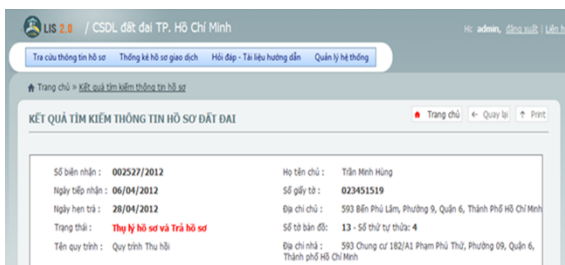 LIS 2.0 / CSDL đất đai TP. Hồ Chí Minh
Hi: admin, đăng xuất | Liên h
Tra cứu thông tin hồ sơ Thống kê hồ sơ giao dịch Hỏi đáp - Tài liệu hướng dẫn Quản lý hệ thống
Trang chủ » Kết quả tìm kiếm thông tin hồ sơ
KẾT QUẢ TÌM KIẾM THÔNG TIN HỒ SƠ ĐẤT ĐAI
Trang chủ Quay lại Print
Số biên nhận : 002527/2012 Họ tên chủ : Trần Minh Hùng
Ngày tiếp nhận : 06/04/2012 Số giấy tờ : 023451519
Ngày hẹn trả : 28/04/2012 Địa chỉ chủ : 593 Bến Phú Lâm, Phường 9, Quận 6, Thành Phố Hồ Chí Minh
Trạng thái : Thụ lý hồ sơ và Trả hồ sơ Số tờ bản đồ: 13 - Số thứ tự thửa: 4
Tên quy trình : Quy trình Thu hồi Địa chỉ nhà : 593 Chung cư 182/A1 Phạm Phú Thứ, Phường 09, Quận 6,
Thành phố Hồ Chí Minh